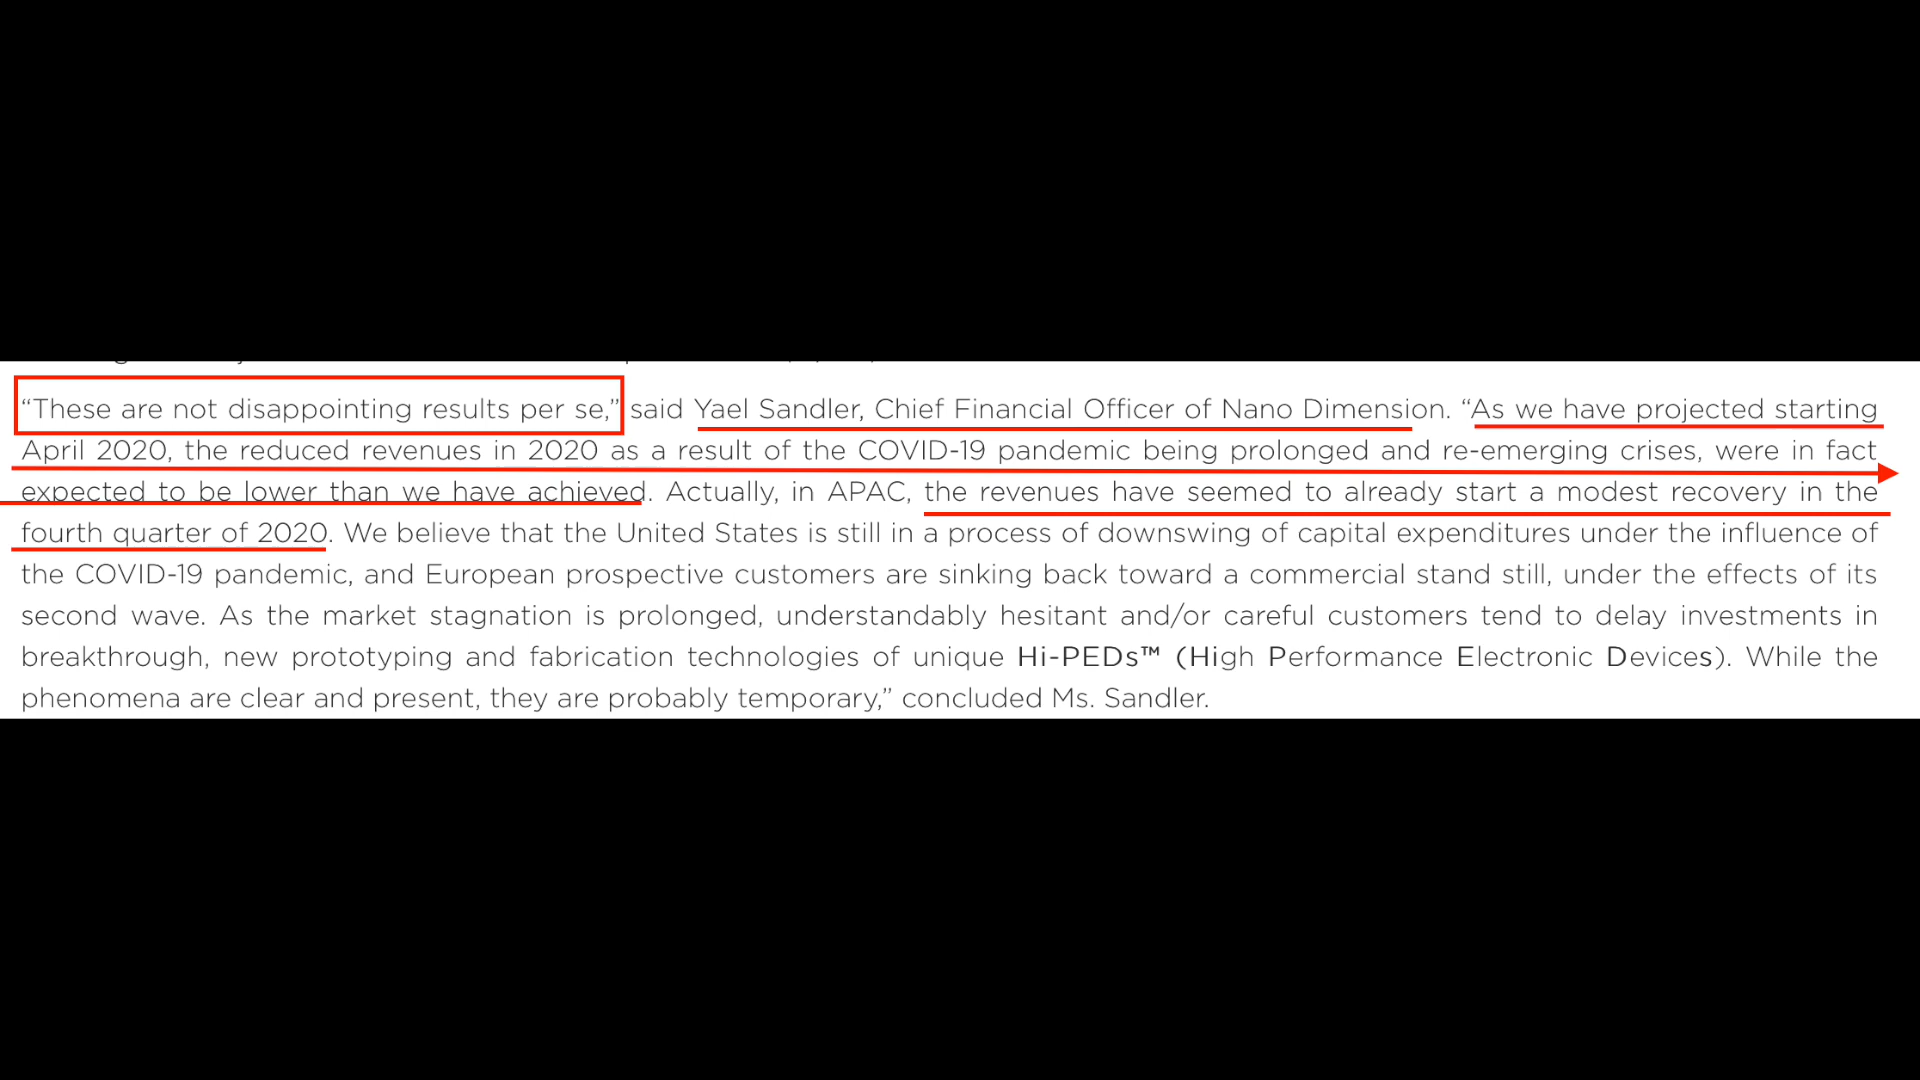 “These are not disappointing results per se,” said Yael Sandler, Chief Financial Officer of Nano Dimension. “As we have projected starting
April 2020, the reduced revenues in 2020 as a result of the COVID-19 pandemic being prolonged and re-emerging crises, were in fact
expected to be lower than we have achieved. Actually, in APAC, the revenues have seemed to already start a modest recovery in the
fourth quarter of 2020. We believe that the United States is still in a process of downswing of capital expenditures under the influence of
the COVID-19 pandemic, and European prospective customers are sinking back toward a commercial stand still, under the effects of its
second wave. As the market stagnation is prolonged, understandably hesitant and/or careful customers tend to delay investments in
breakthrough, new prototyping and fabrication technologies of unique Hi-PEDs™ (High Performance Electronic Devices). While the
phenomena are clear and present, they are probably temporary,” concluded Ms. Sandler.